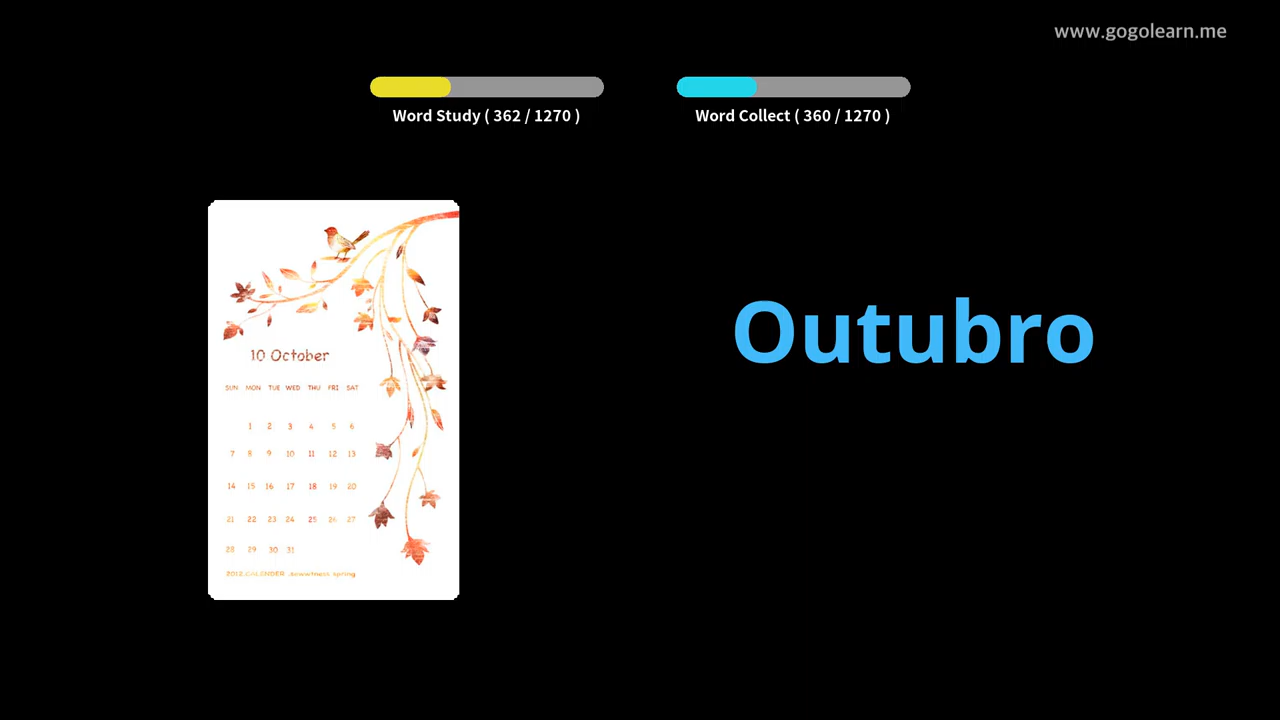 www.gogolearn.me
Word Study ( 362 / 1270 )
Word Collect ( 360 / 1270 )
10 October
SUN MON TUE WED THU FRI SAT
1 2 3 4 5 6
7 8 9 10 11 12 13
14 15 16 17 18 19 20
21 22 23 24 25 26 27
28 29 30 31
2012.CALENDER
Outubro